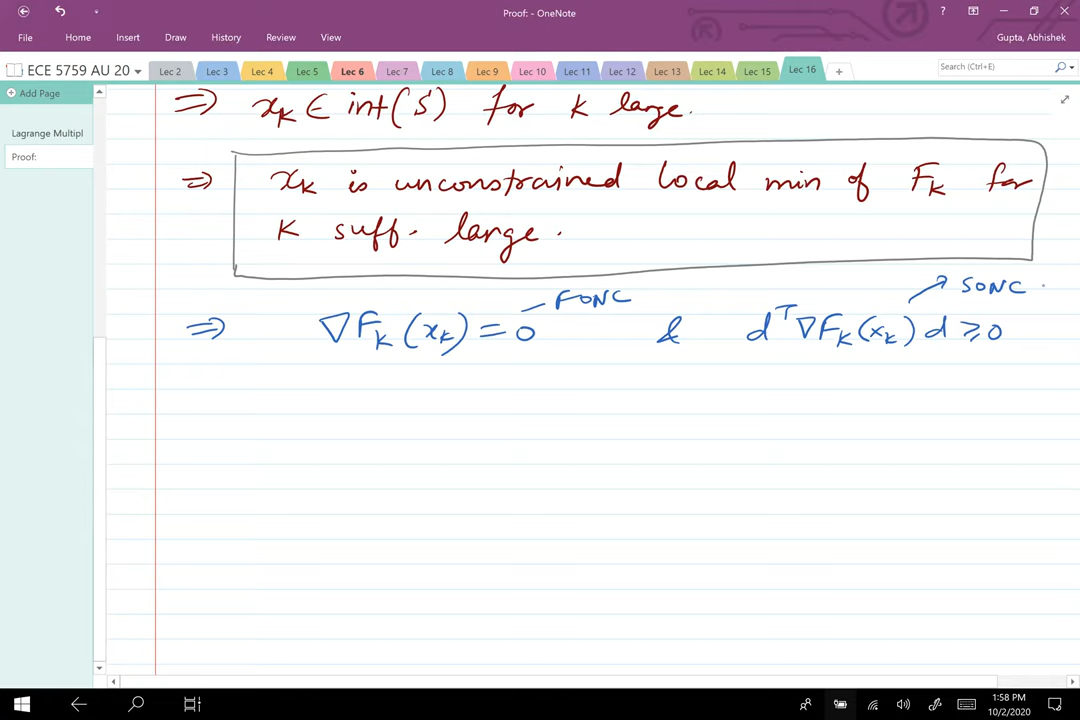 Proof: - OneNote
Gupta, Abhishek
File Home Insert Draw History Review View
ECE 5759 AU 20
Lec 2 Lec 3 Lec 4 Lec 5 Lec 6 Lec 7 Lec 8 Lec 9 Lec 10 Lec 11 Lec 12 Lec 13 Lec 14 Lec 15 Lec 16
Search (Ctrl+E)
Add Page
Lagrange Multipl
Proof:
⇒ x_k ∈ int(S) for k large.
⇒ x_k is unconstrained local min of F_k for
k suff. large.
FONC
SONC.
⇒ ∇F_k(x_k) = 0 & d^T ∇F_k(x_k) d ≥ 0
1:58 PM
10/2/2020